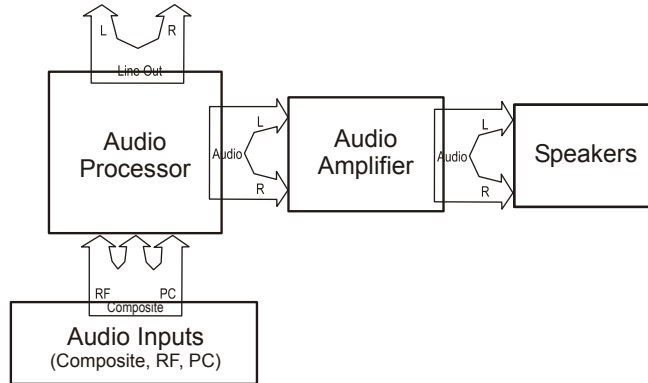 L R
Line Out
Audio
Processor
Audio
L
R
Audio
Amplifier
Audio
L
R
Speakers
RF PC
Composite
Audio Inputs
(Composite, RF, PC)